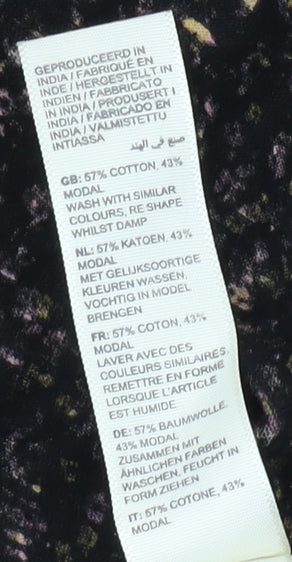 GEPRODUCEERD IN
INDIA / FABRIQUÉ EN
INDE / HERGESTELLT IN
INDIEN / FABBRICATO
IN INDIA / PRODUSERT I
INDIA / FABRICADO EN
INDIA / VALMISTETTU
INTIASSA
صنع في الهند
GB: 57% COTTON, 43%
MODAL
WASH WITH SIMILAR
COLOURS, RE SHAPE
WHILST DAMP
NL: 57% KATOEN, 43%
MODAL
MET GELIJKSOORTIGE
KLEUREN WASSEN,
VOCHTIG IN MODEL
BRENGEN
FR: 57% COTON, 43%
MODAL
LAVER AVEC DES
COULEURS SIMILAIRES,
REMETTRE EN FORME
LORSQUE L'ARTICLE
EST HUMIDE
DE: 57% BAUMWOLLE,
43% MODAL
ZUSAMMEN MIT
ÄHNLICHEN FARBEN
WASCHEN, FEUCHT IN
FORM ZIEHEN
IT: 57% COTONE, 43%
MODAL